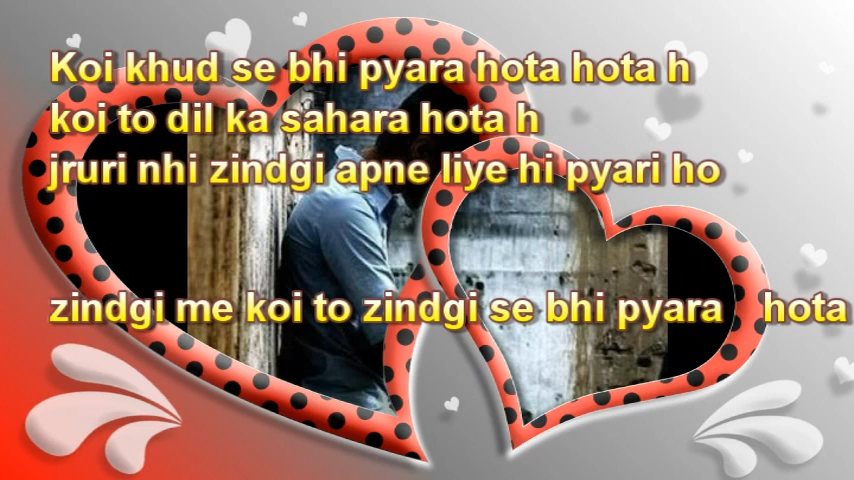 Koi khud se bhi pyara hota hota h
koi to dil ka sahara hota h
jruri nhi zindgi apne liye hi pyari ho
zindgi me koi to zindgi se bhi pyara hota